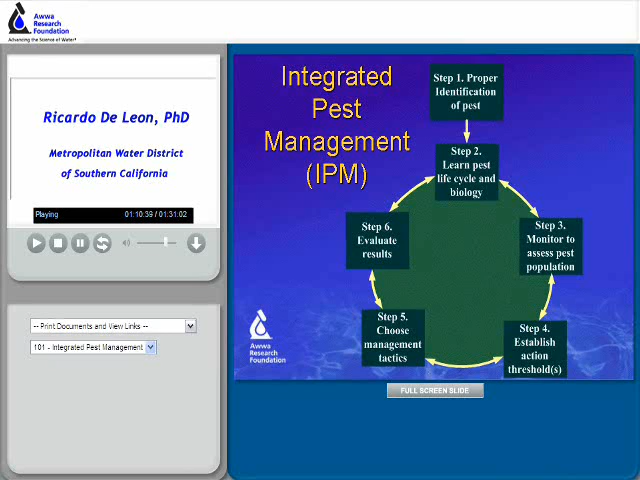 Awwa
Research
Foundation
Advancing the Science of Water®
Ricardo De Leon, PhD
Metropolitan Water District
of Southern California
Playing
01:10:39 / 01:31:02
-- Print Documents and View Links --
101 - Integrated Pest Management
Integrated
Pest
Management
(IPM)
Step 1. Proper
Identification
of pest
Step 2.
Learn pest
life cycle and
biology
Step 3.
Monitor to
assess pest
population
Step 4.
Establish
action
threshold(s)
Step 5.
Choose
management
tactics
Step 6.
Evaluate
results
Awwa
Research
Foundation
FULL SCREEN SLIDE